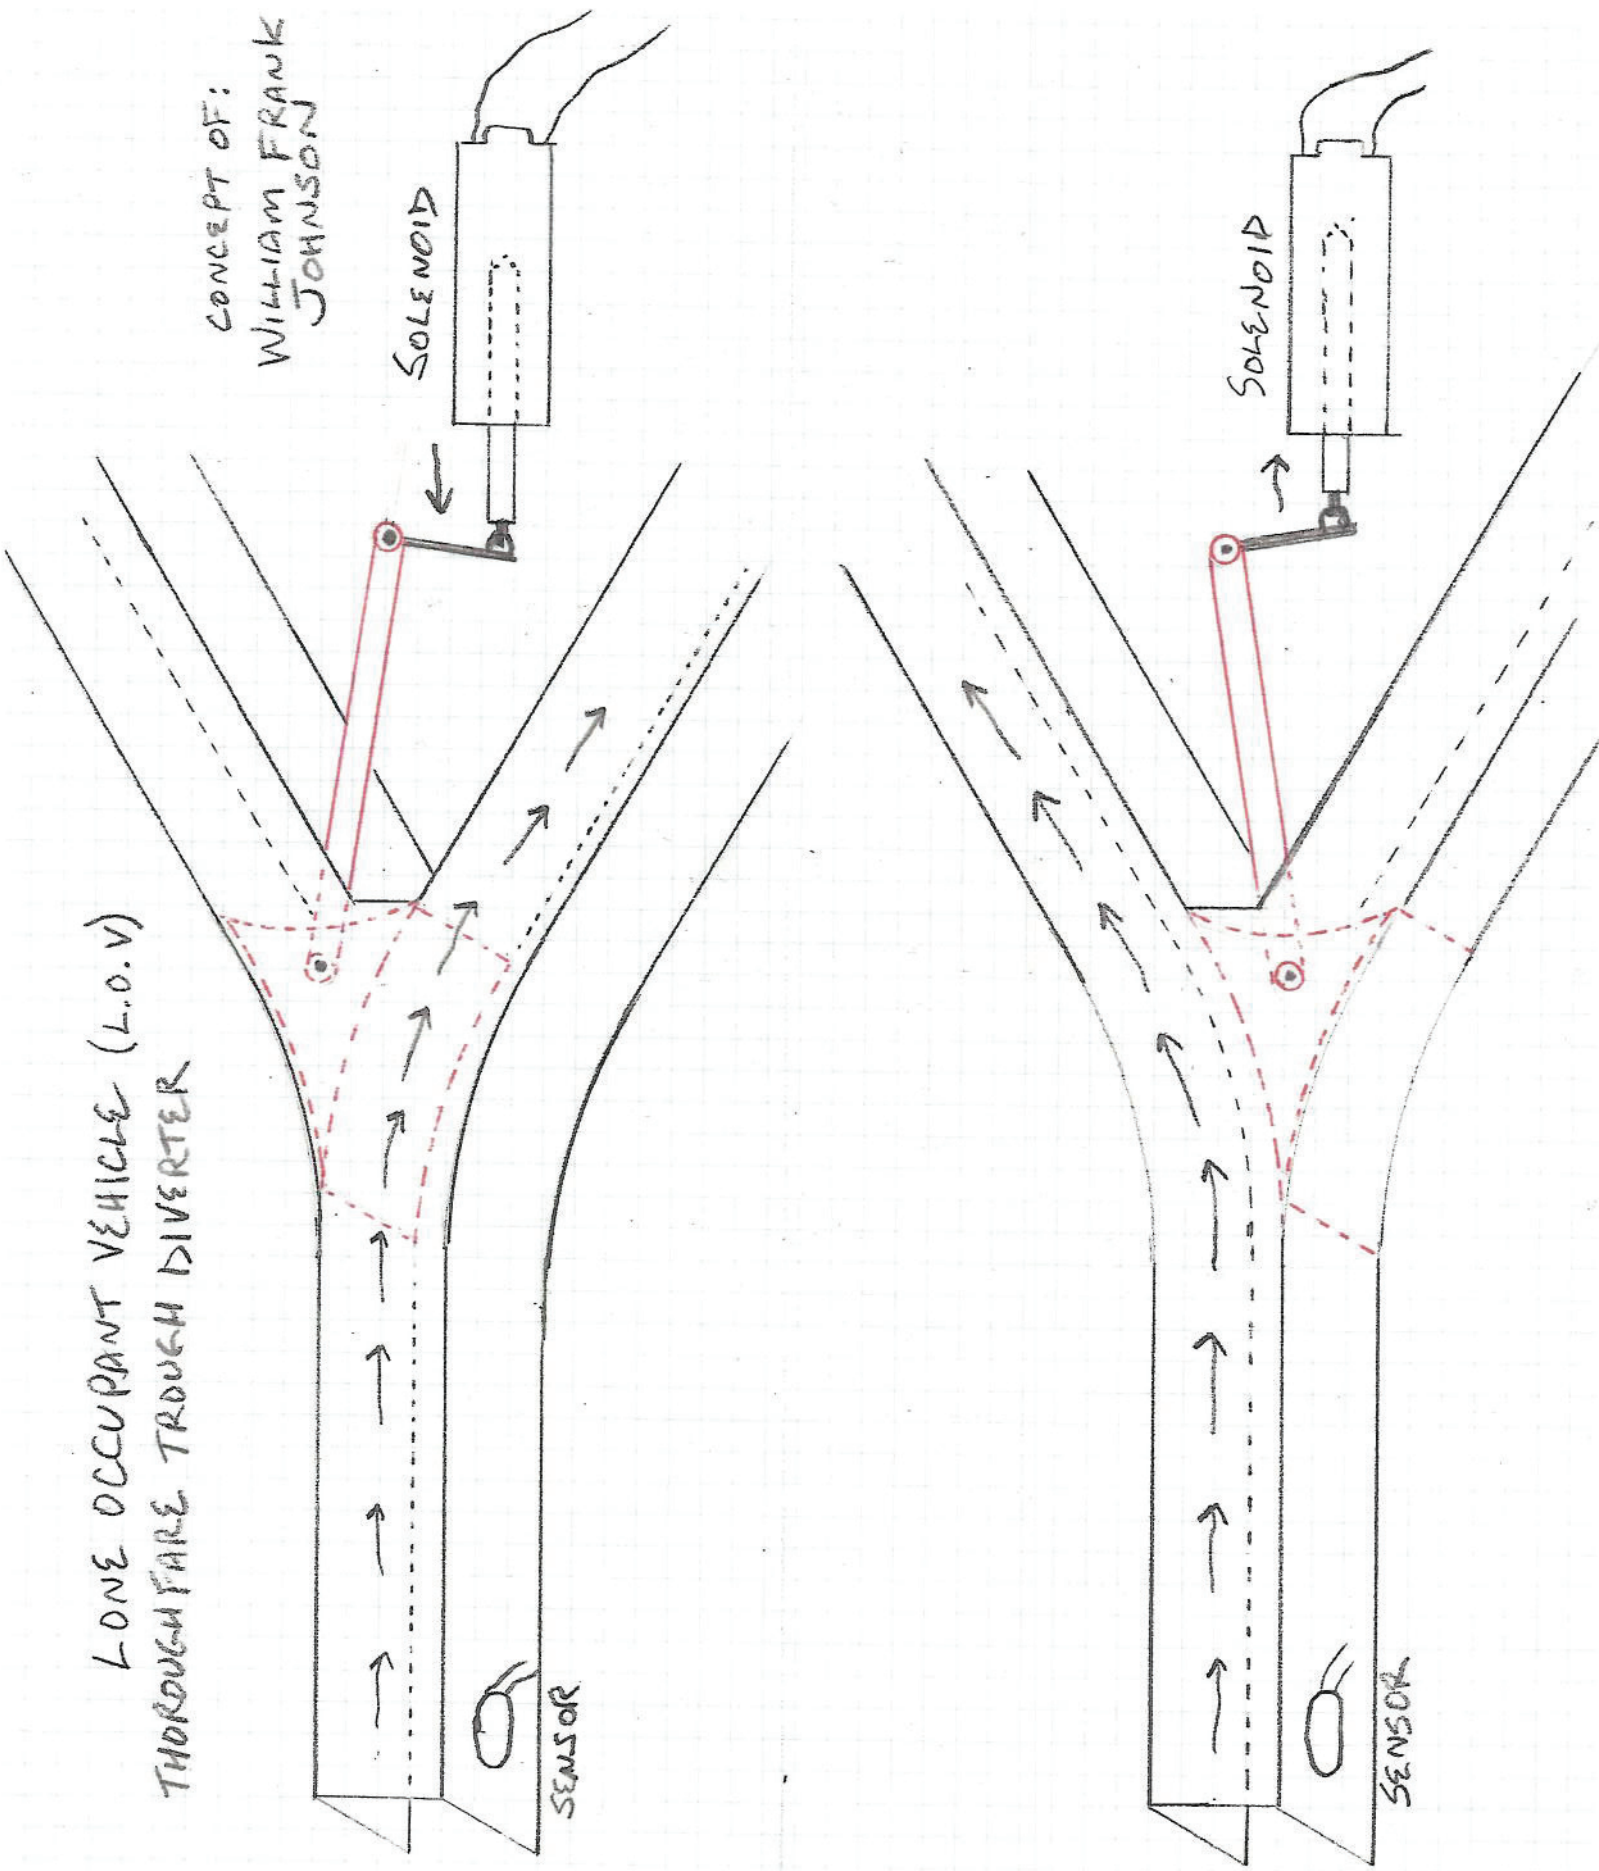 LONE OCCUPANT VEHICLE (L.O.V)
THOROUGHFARE TROUGH DIVERTER
CONCEPT OF:
WILLIAM FRANK
JOHNSON
SOLENOID
SENSOR
SOLENOID
SENSOR